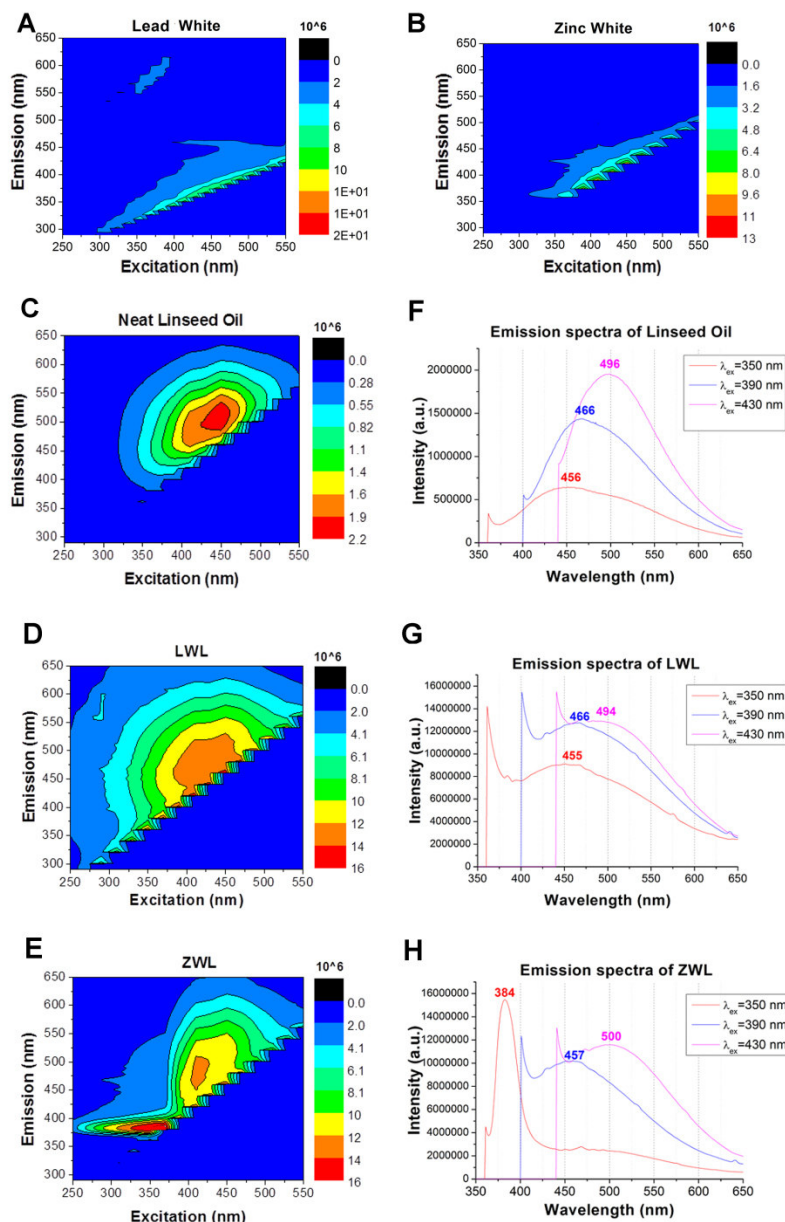 A
Lead White
10^6
Emission (nm)
650
600
550
500
450
400
350
300
250 300 350 400 450 500 550
Excitation (nm)
0
2
4
6
8
10
1E+01
1E+01
2E+01
B
Zinc White
10^6
Emission (nm)
650
600
550
500
450
400
350
300
250 300 350 400 450 500 550
Excitation (nm)
0.0
1.6
3.2
4.8
6.4
8.0
9.6
11
13
C
Neat Linseed Oil
10^6
Emission (nm)
650
600
550
500
450
400
350
300
250 300 350 400 450 500 550
Excitation (nm)
0.0
0.28
0.55
0.82
1.1
1.4
1.6
1.9
2.2
F
Emission spectra of Linseed Oil
Intensity (a.u.)
2000000
1500000
1000000
500000
0
496
466
456
λex=350 nm
λex=390 nm
λex=430 nm
350 400 450 500 550 600 650
Wavelength (nm)
D
LWL
10^6
Emission (nm)
650
600
550
500
450
400
350
300
250 300 350 400 450 500 550
Excitation (nm)
0.0
2.0
4.1
6.1
8.1
10
12
14
16
G
Emission spectra of LWL
Intensity (a.u.)
16000000
14000000
12000000
10000000
8000000
6000000
4000000
2000000
0
466 494
455
λex=350 nm
λex=390 nm
λex=430 nm
350 400 450 500 550 600 650
Wavelength (nm)
E
ZWL
10^6
Emission (nm)
650
600
550
500
450
400
350
300
250 300 350 400 450 500 550
Excitation (nm)
0.0
2.0
4.1
6.1
8.1
10
12
14
16
H
Emission spectra of ZWL
Intensity (a.u.)
16000000
14000000
12000000
10000000
8000000
6000000
4000000
2000000
0
384
457
500
λex=350 nm
λex=390 nm
λex=430 nm
350 400 450 500 550 600 650
Wavelength (nm)